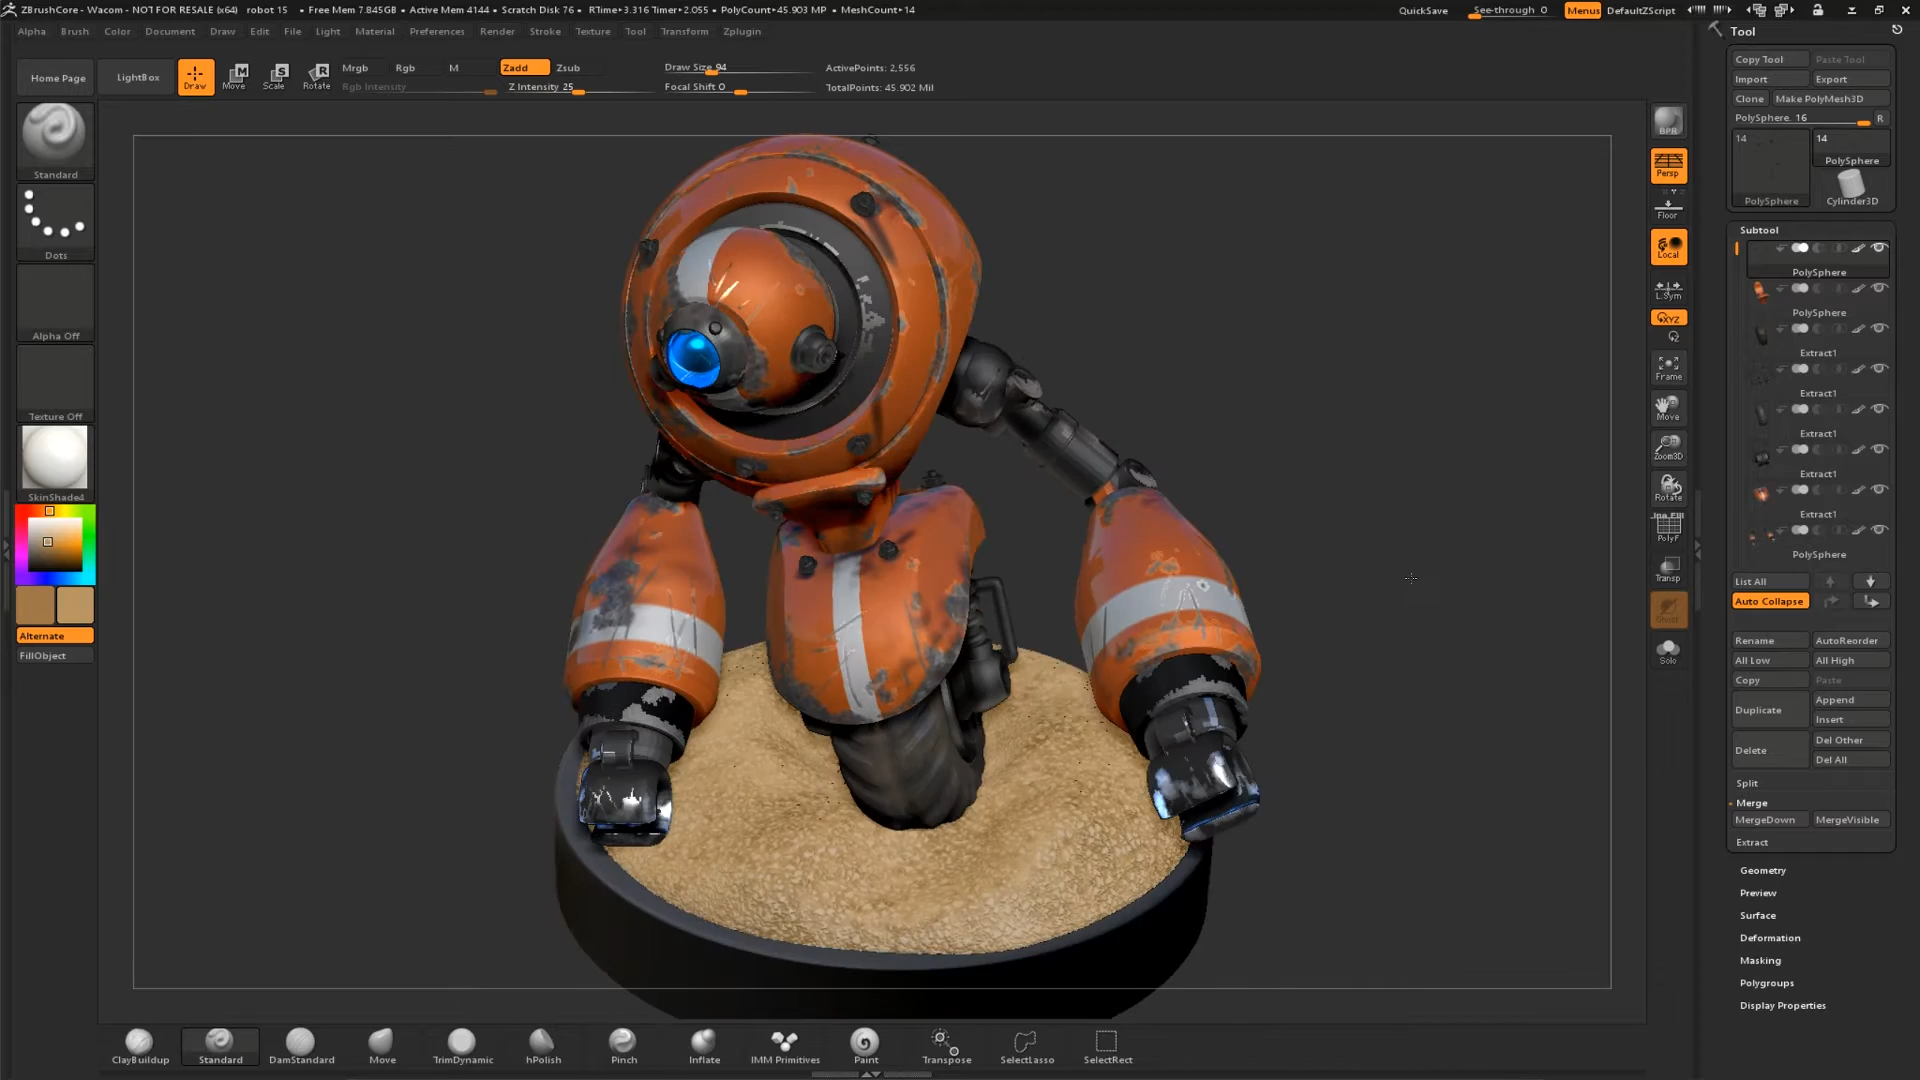 ZBrushCore - Wacom - NOT FOR RESALE (x64) robot 15 • Free Mem 7.845GB • Active Mem 4144 • Scratch Disk 76 • RTime‣3.316 Timer‣2.055 • PolyCount‣45.903 MP • MeshCount‣14
QuickSave See-through 0 Menus DefaultZScript
Alpha Brush Color Document Draw Edit File Light Material Preferences Render Stroke Texture Tool Transform Zplugin
Home Page LightBox Draw Move Scale Rotate
Mrgb Rgb M Zadd Zsub
Rgb Intensity Z Intensity 25
Draw Size 94
Focal Shift 0
ActivePoints: 2,556
TotalPoints: 45.902 Mil
Standard
Dots
Alpha Off
Texture Off
SkinShade4
Alternate
FillObject
BPR
Persp
Floor
Local
L.Sym
XYZ
Frame
Move
Zoom3D
Rotate
PolyF
Transp
Solo
Tool
Copy Tool Paste Tool
Import Export
Clone Make PolyMesh3D
PolySphere. 16 R
14 14
PolySphere
PolySphere Cylinder3D
Subtool
PolySphere
PolySphere
Extract1
Extract1
Extract1
Extract1
Extract1
PolySphere
List All
Auto Collapse
Rename AutoReorder
All Low All High
Copy Paste
Duplicate Append
Insert
Delete Del Other
Del All
Split
Merge
MergeDown MergeVisible
Extract
Geometry
Preview
Surface
Deformation
Masking
Polygroups
Display Properties
ClayBuildup Standard DamStandard Move TrimDynamic hPolish Pinch Inflate IMM Primitives Paint Transpose SelectLasso SelectRect